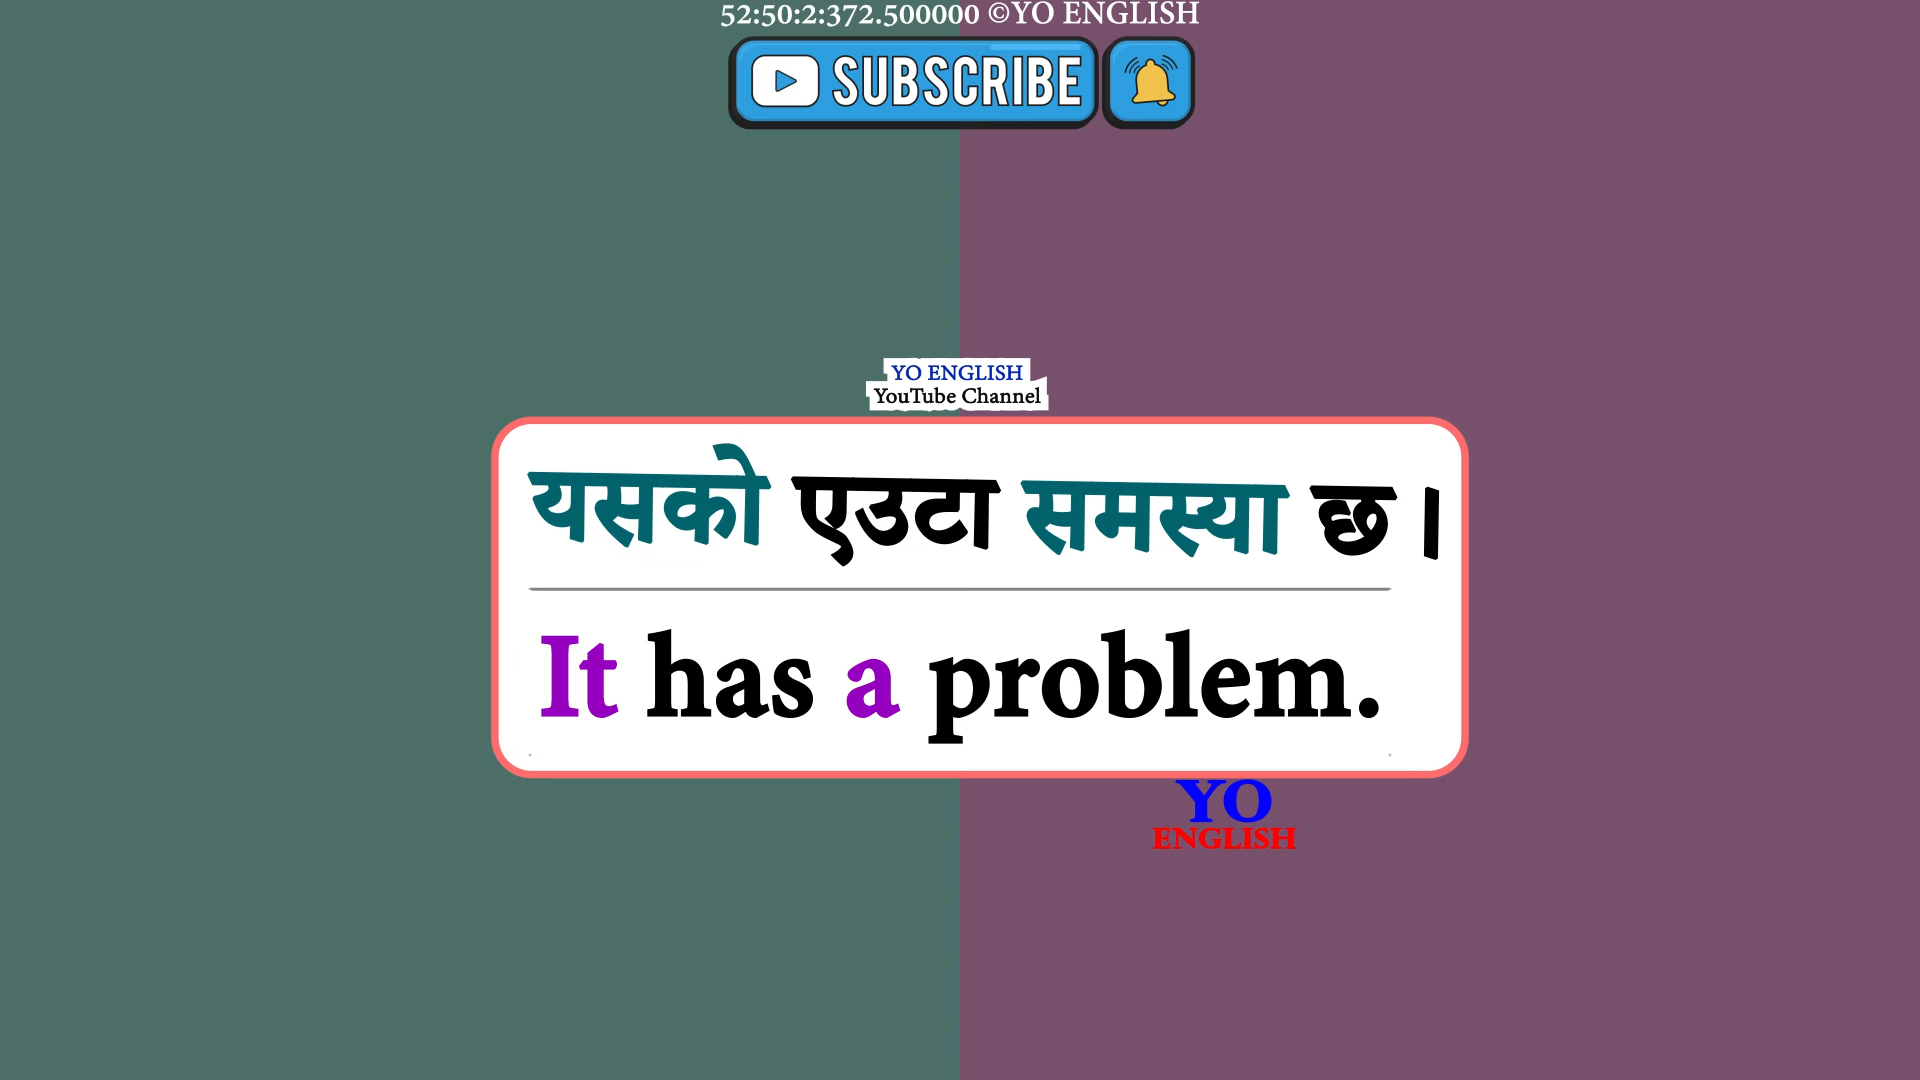 52:50:2:372.500000 ©YO ENGLISH
SUBSCRIBE
YO ENGLISH
YouTube Channel
यसको एउटा समस्या छ ।
It has a problem.
YO
ENGLISH